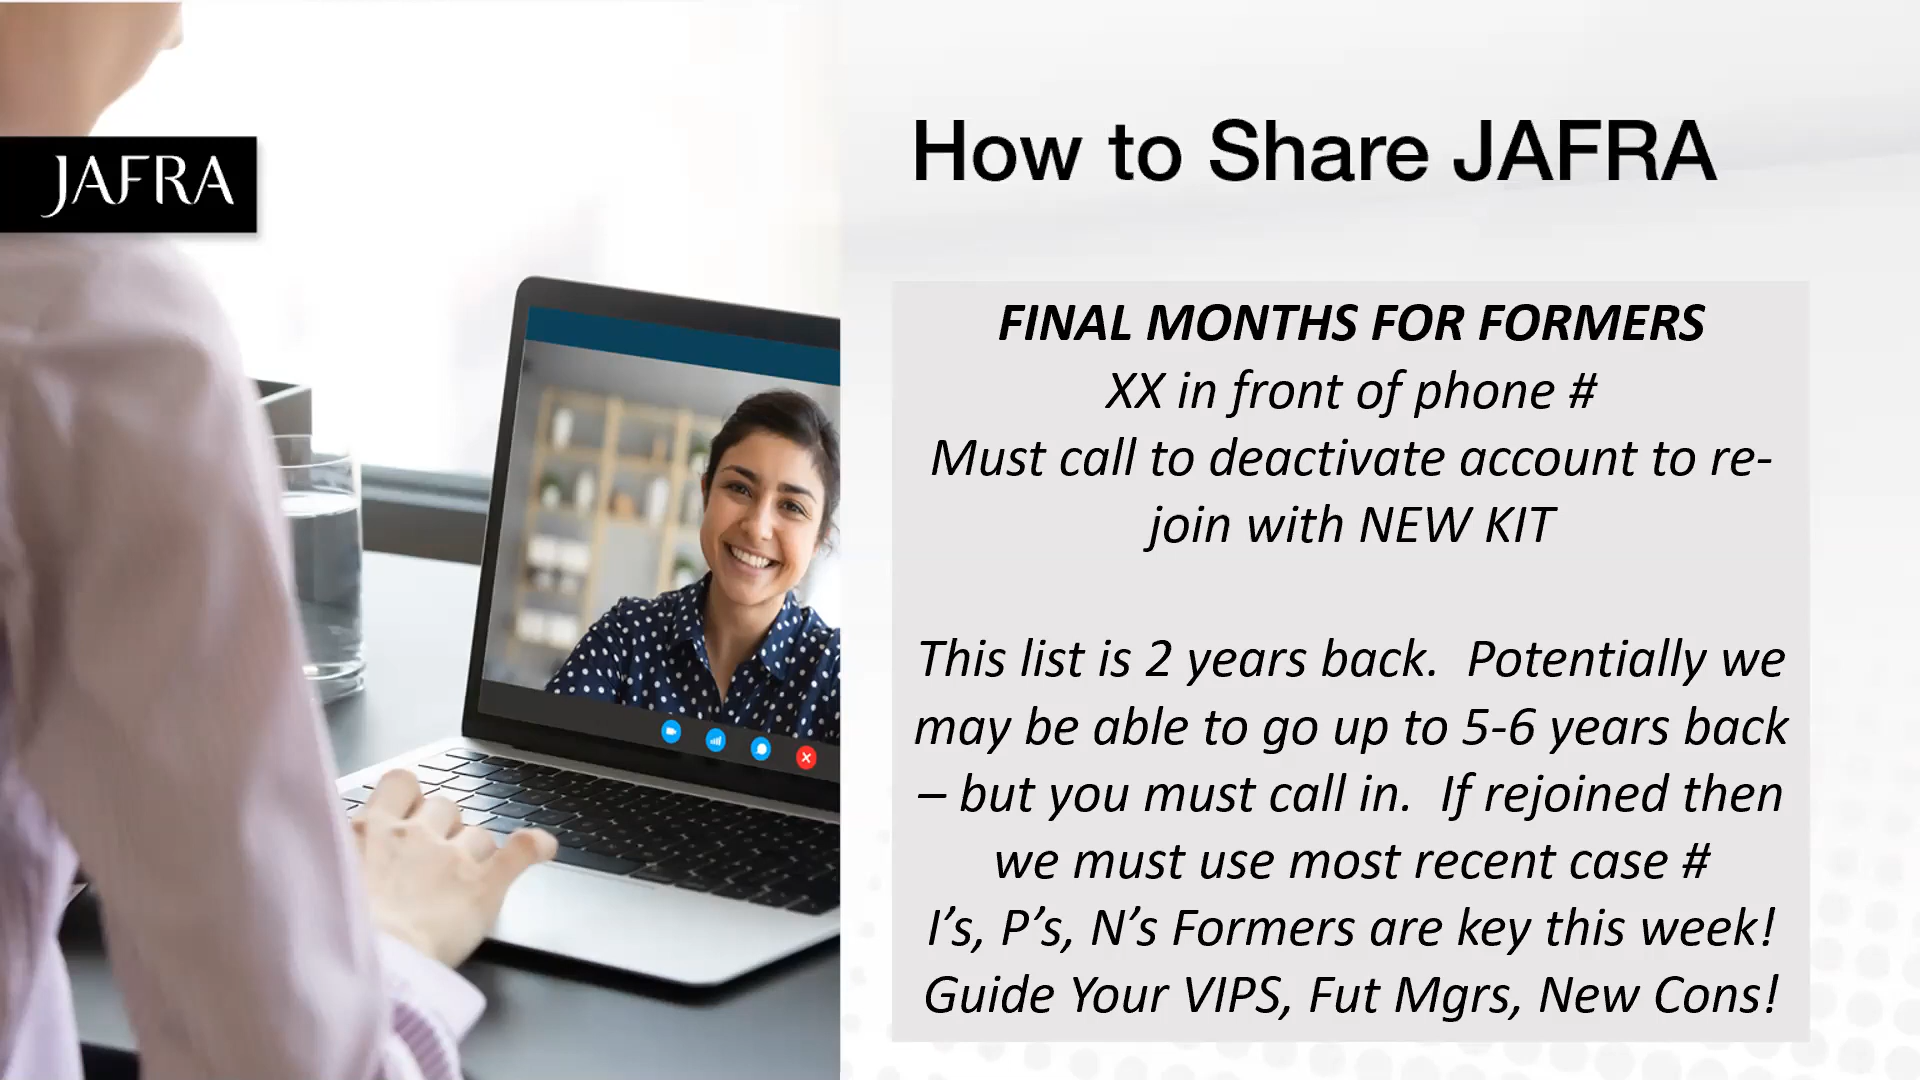 JAFRA
How to Share JAFRA
FINAL MONTHS FOR FORMERS
XX in front of phone #
Must call to deactivate account to re-
join with NEW KIT
This list is 2 years back.  Potentially we
may be able to go up to 5-6 years back
– but you must call in.  If rejoined then
we must use most recent case #
I’s, P’s, N’s Formers are key this week!
Guide Your VIPS, Fut Mgrs, New Cons!